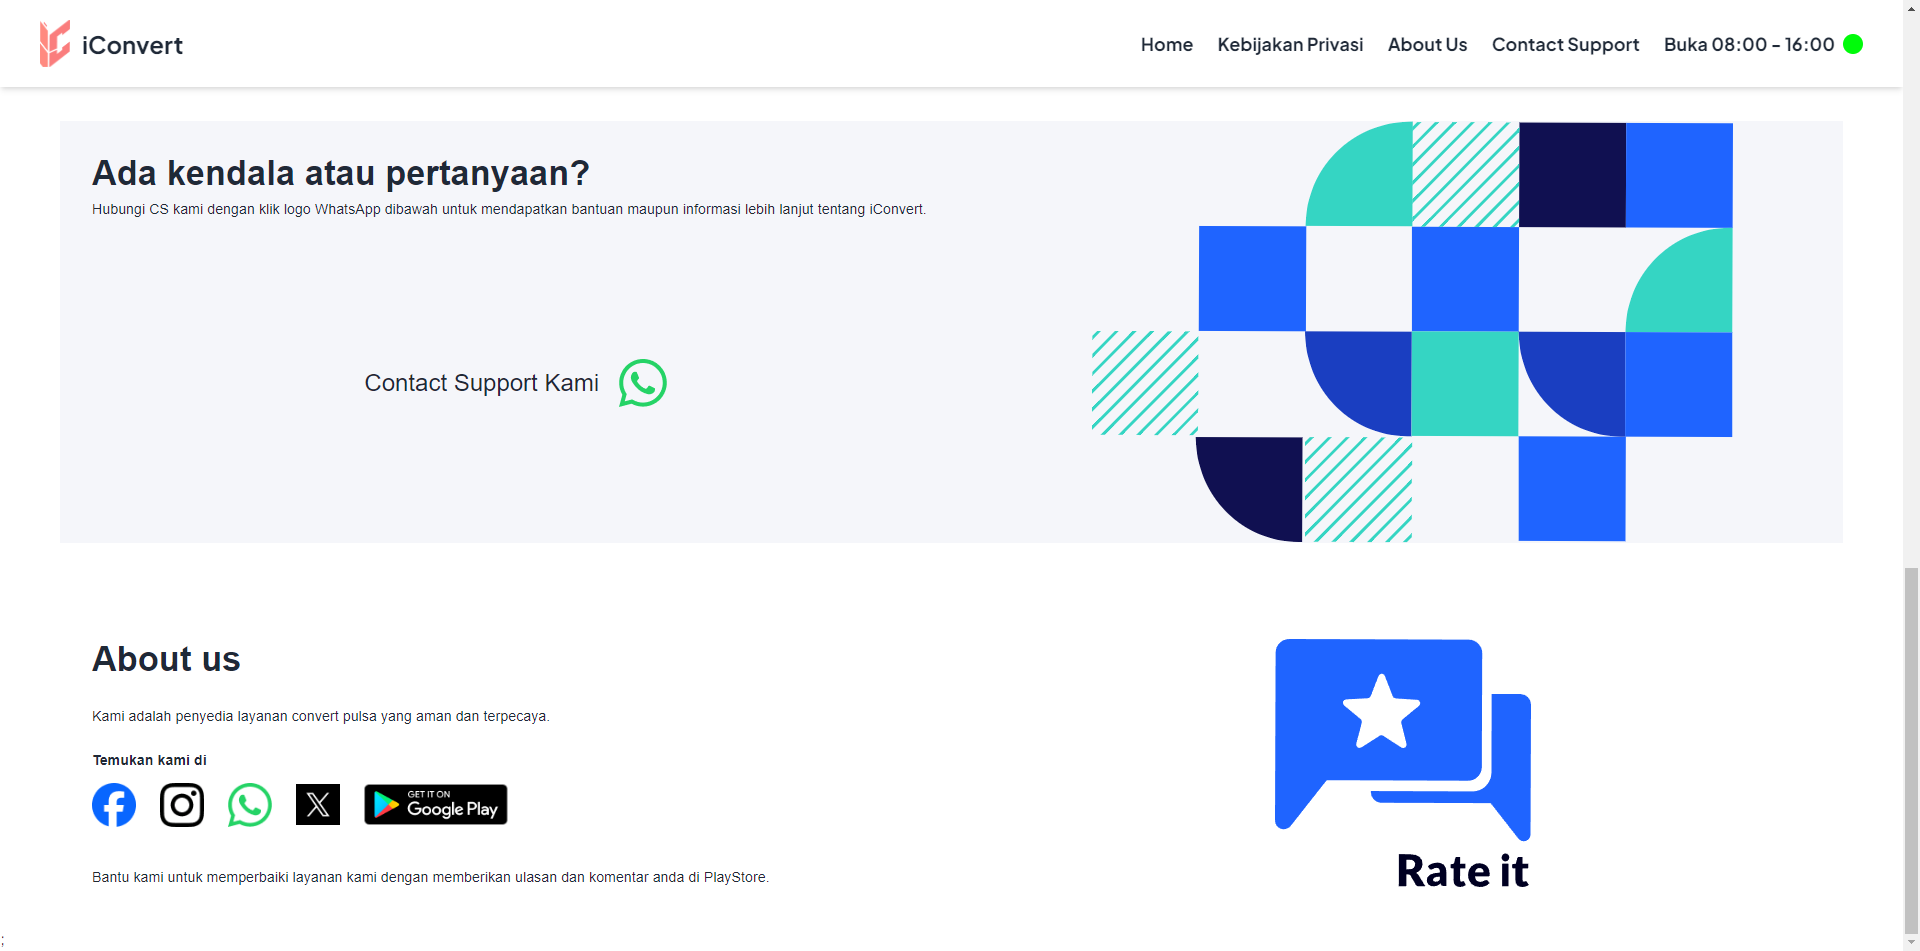 iConvert
Home Kebijakan Privasi About Us Contact Support Buka 08:00 - 16:00
Ada kendala atau pertanyaan?
Hubungi CS kami dengan klik logo WhatsApp dibawah untuk mendapatkan bantuan maupun informasi lebih lanjut tentang iConvert.
Contact Support Kami
About us
Kami adalah penyedia layanan convert pulsa yang aman dan terpecaya.
Temukan kami di
GET IT ON
Google Play
Bantu kami untuk memperbaiki layanan kami dengan memberikan ulasan dan komentar anda di PlayStore.
Rate it
;